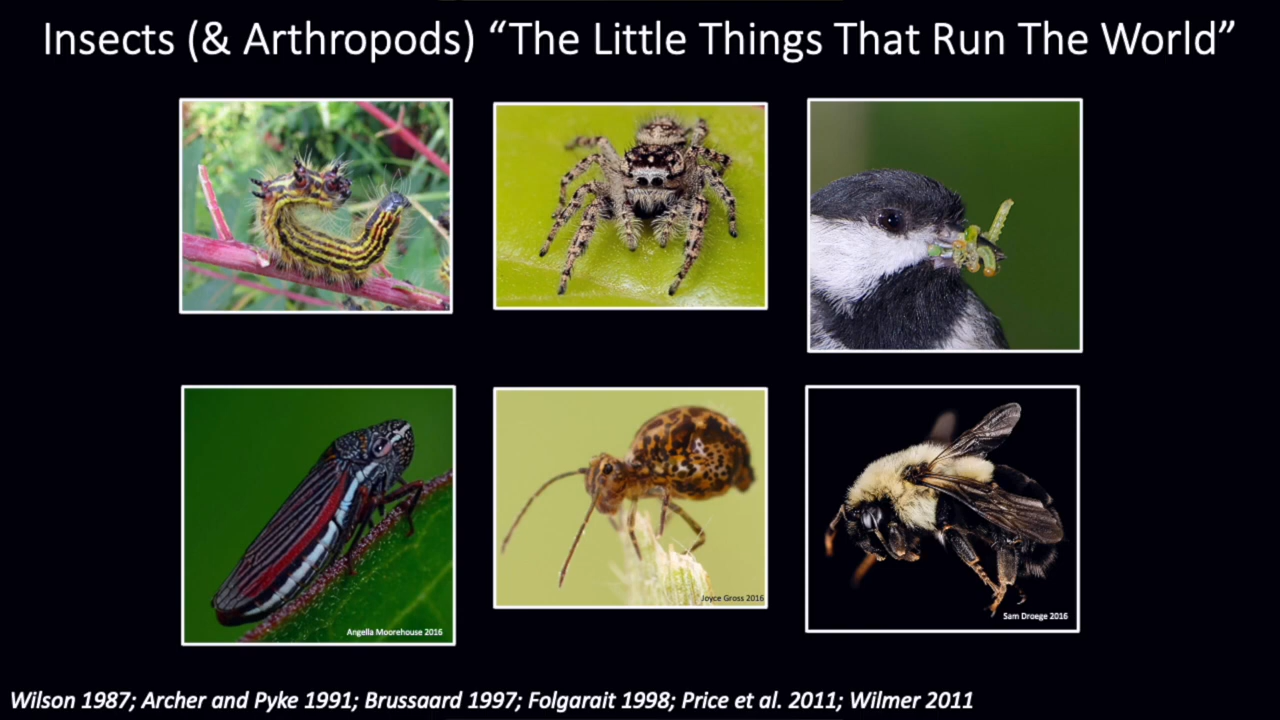 Insects (& Arthropods) “The Little Things That Run The World”
Angella Moorehouse 2016
Joyce Gross 2016
Sam Droege 2016
Wilson 1987; Archer and Pyke 1991; Brussaard 1997; Folgarait 1998; Price et al. 2011; Wilmer 2011